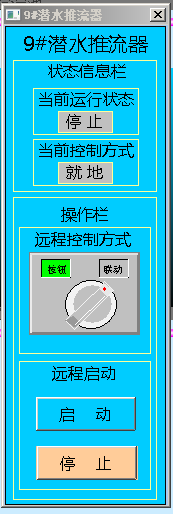 9#潜水推流器
9#潜水推流器
状态信息栏
当前运行状态
停止
当前控制方式
就地
操作栏
远程控制方式
按钮 联动
远程启动
启 动
停 止